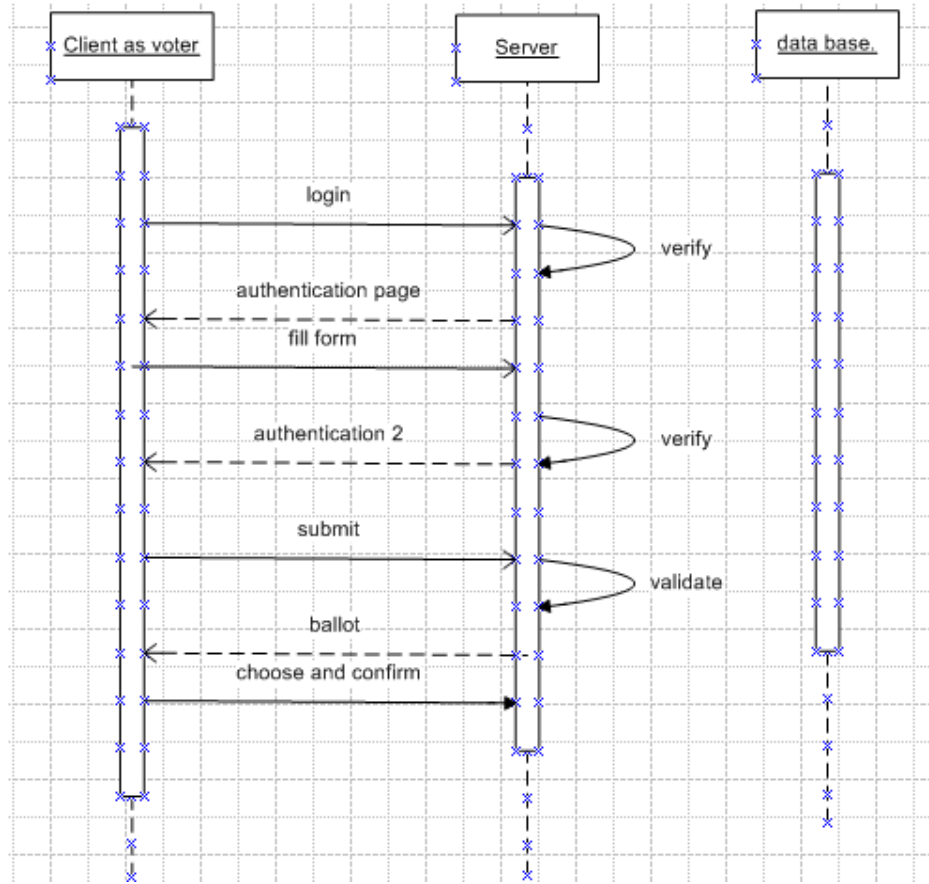 Client as voter
Server
data base.
login
verify
authentication page
fill form
authentication 2
verify
submit
validate
ballot
choose and confirm